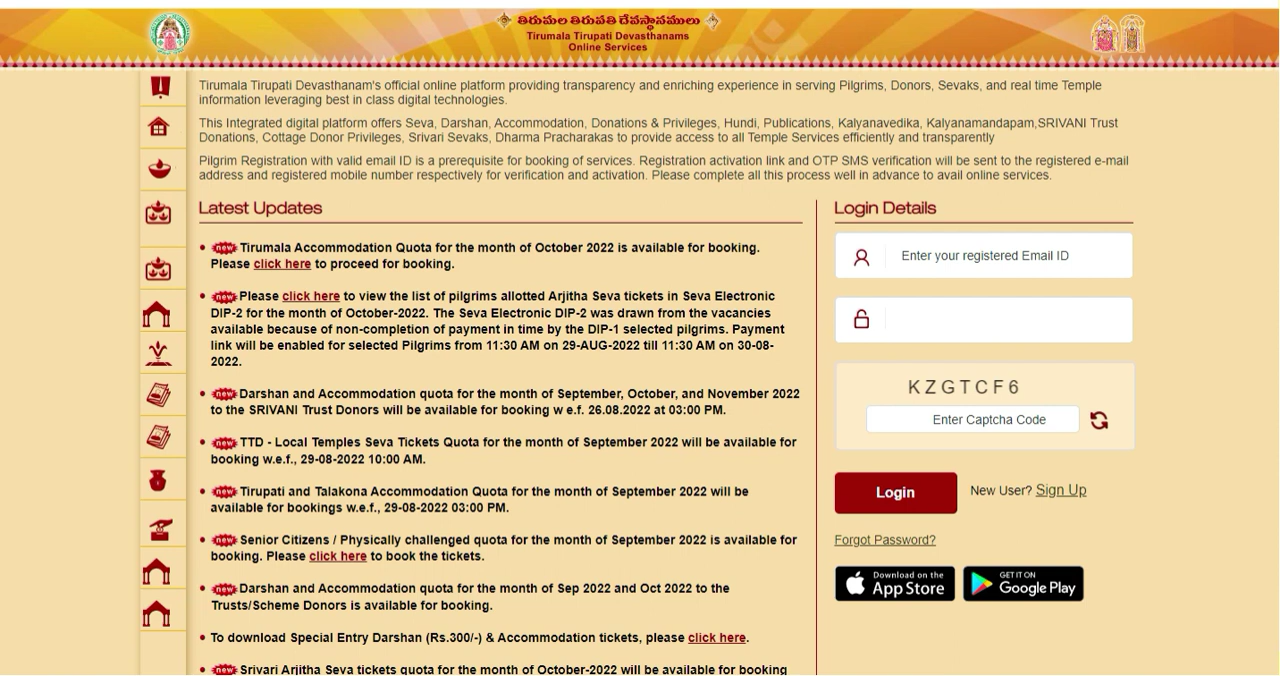 తిరుమల తిరుపతి దేవస్థానములు
Tirumala Tirupati Devasthanams
Online Services
Tirumala Tirupati Devasthanam's official online platform providing transparency and enriching experience in serving Pilgrims, Donors, Sevaks, and real time Temple
information leveraging best in class digital technologies.
This Integrated digital platform offers Seva, Darshan, Accommodation, Donations & Privileges, Hundi, Publications, Kalyanavedika, Kalyanamandapam,SRIVANI Trust
Donations, Cottage Donor Privileges, Srivari Sevaks, Dharma Pracharakas to provide access to all Temple Services efficiently and transparently
Pilgrim Registration with valid email ID is a prerequisite for booking of services. Registration activation link and OTP SMS verification will be sent to the registered e-mail
address and registered mobile number respectively for verification and activation. Please complete all this process well in advance to avail online services.
Latest Updates
• new Tirumala Accommodation Quota for the month of October 2022 is available for booking.
Please click here to proceed for booking.
• new Please click here to view the list of pilgrims allotted Arjitha Seva tickets in Seva Electronic
DIP-2 for the month of October-2022. The Seva Electronic DIP-2 was drawn from the vacancies
available because of non-completion of payment in time by the DIP-1 selected pilgrims. Payment
link will be enabled for selected Pilgrims from 11:30 AM on 29-AUG-2022 till 11:30 AM on 30-08-
2022.
• new Darshan and Accommodation quota for the month of September, October, and November 2022
to the SRIVANI Trust Donors will be available for booking w e.f. 26.08.2022 at 03:00 PM.
• new TTD - Local Temples Seva Tickets Quota for the month of September 2022 will be available for
booking w.e.f., 29-08-2022 10:00 AM.
• new Tirupati and Talakona Accommodation Quota for the month of September 2022 will be
available for bookings w.e.f., 29-08-2022 03:00 PM.
• new Senior Citizens / Physically challenged quota for the month of September 2022 is available for
booking. Please click here to book the tickets.
• new Darshan and Accommodation quota for the month of Sep 2022 and Oct 2022 to the
Trusts/Scheme Donors is available for booking.
• To download Special Entry Darshan (Rs.300/-) & Accommodation tickets, please click here.
• new Srivari Arjitha Seva tickets quota for the month of October-2022 will be available for booking
Login Details
Enter your registered Email ID
KZGTCF6
Enter Captcha Code
Login
New User? Sign Up
Forgot Password?
Download on the
App Store
GET IT ON
Google Play